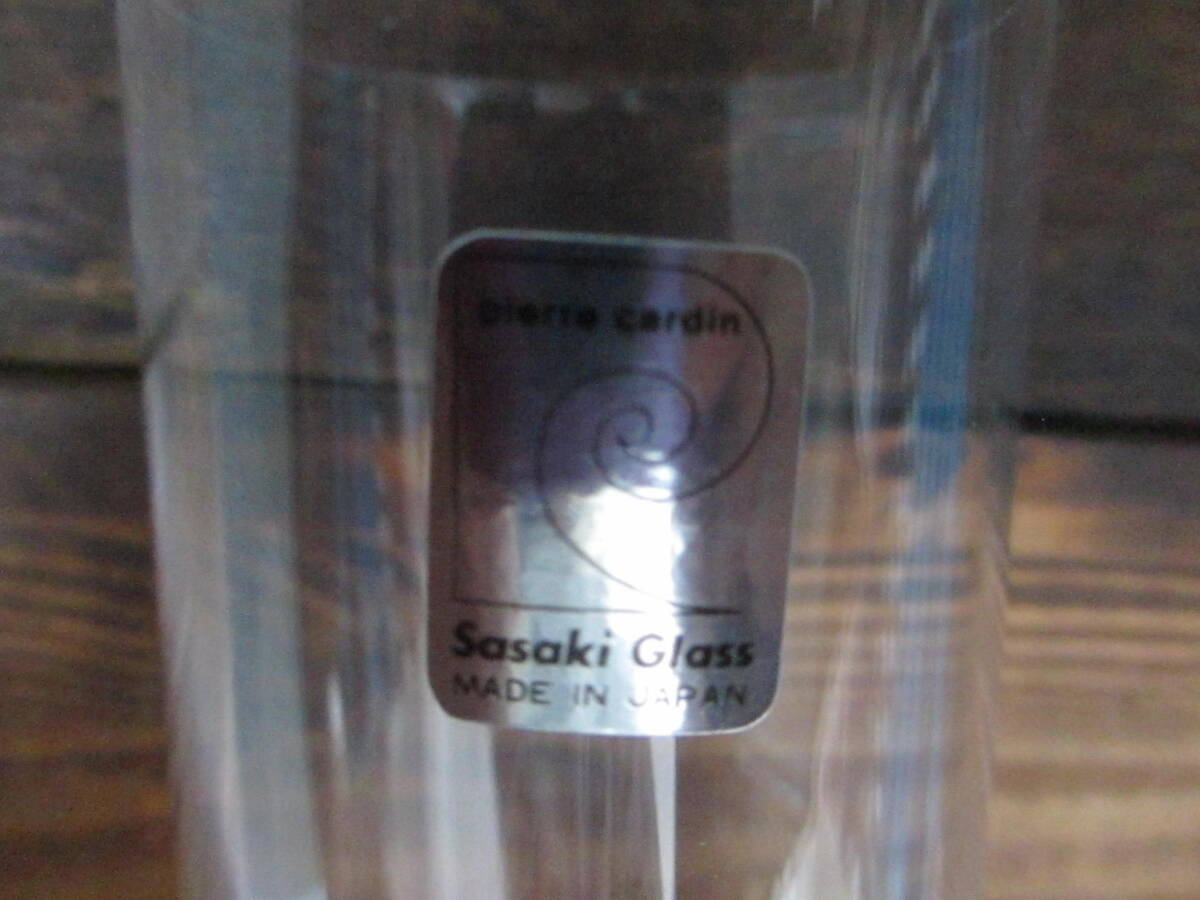 pierre cardin
Sasaki Glass
MADE IN JAPAN